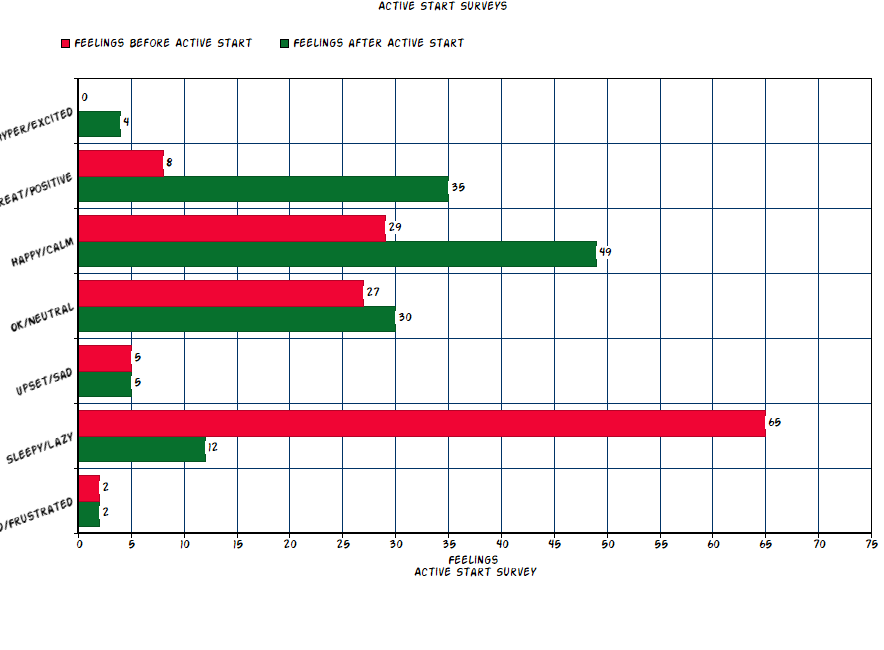 ACTIVE START SURVEYS
FEELINGS BEFORE ACTIVE START FEELINGS AFTER ACTIVE START
0
HYPER/EXCITED
4
8
REAT/POSITIVE
35
29
HAPPY/CALM
49
27
OK/NEUTRAL
30
5
UPSET/SAD
5
65
SLEEPY/LAZY
12
2
D/FRUSTRATED
2
0 5 10 15 20 25 30 35 40 45 50 55 60 65 70 75
FEELINGS
ACTIVE START SURVEY